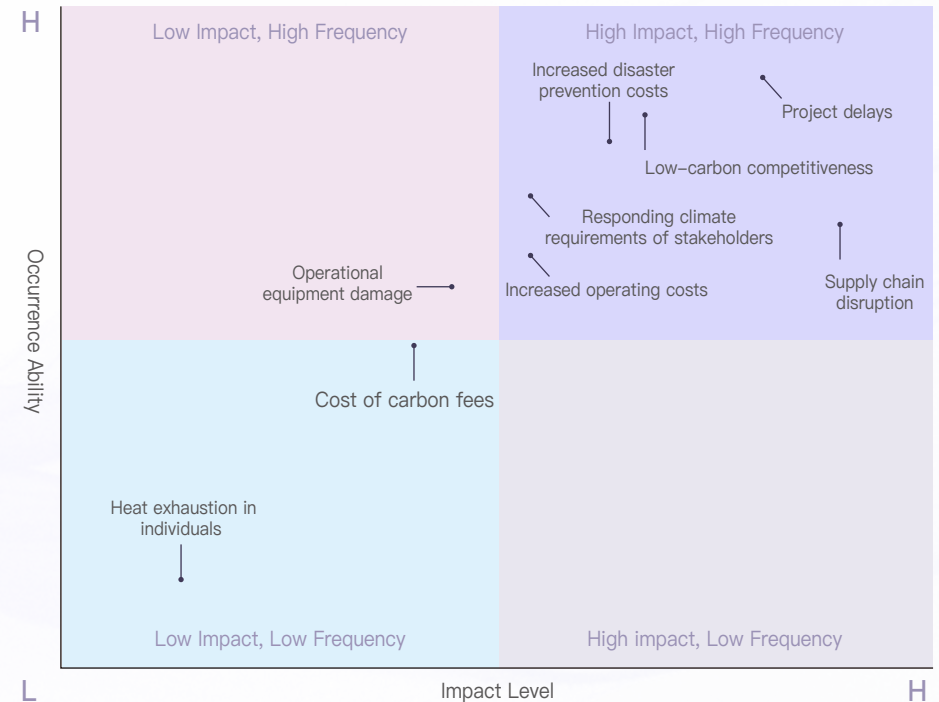 H
Low Impact, High Frequency
High Impact, High Frequency
Increased disaster
prevention costs
Project delays
Low-carbon competitiveness
Responding climate
requirements of stakeholders
Operational
equipment damage
Increased operating costs
Supply chain
disruption
Occurrence Ability
Cost of carbon fees
Heat exhaustion in
individuals
Low Impact, Low Frequency
High impact, Low Frequency
L
Impact Level
H